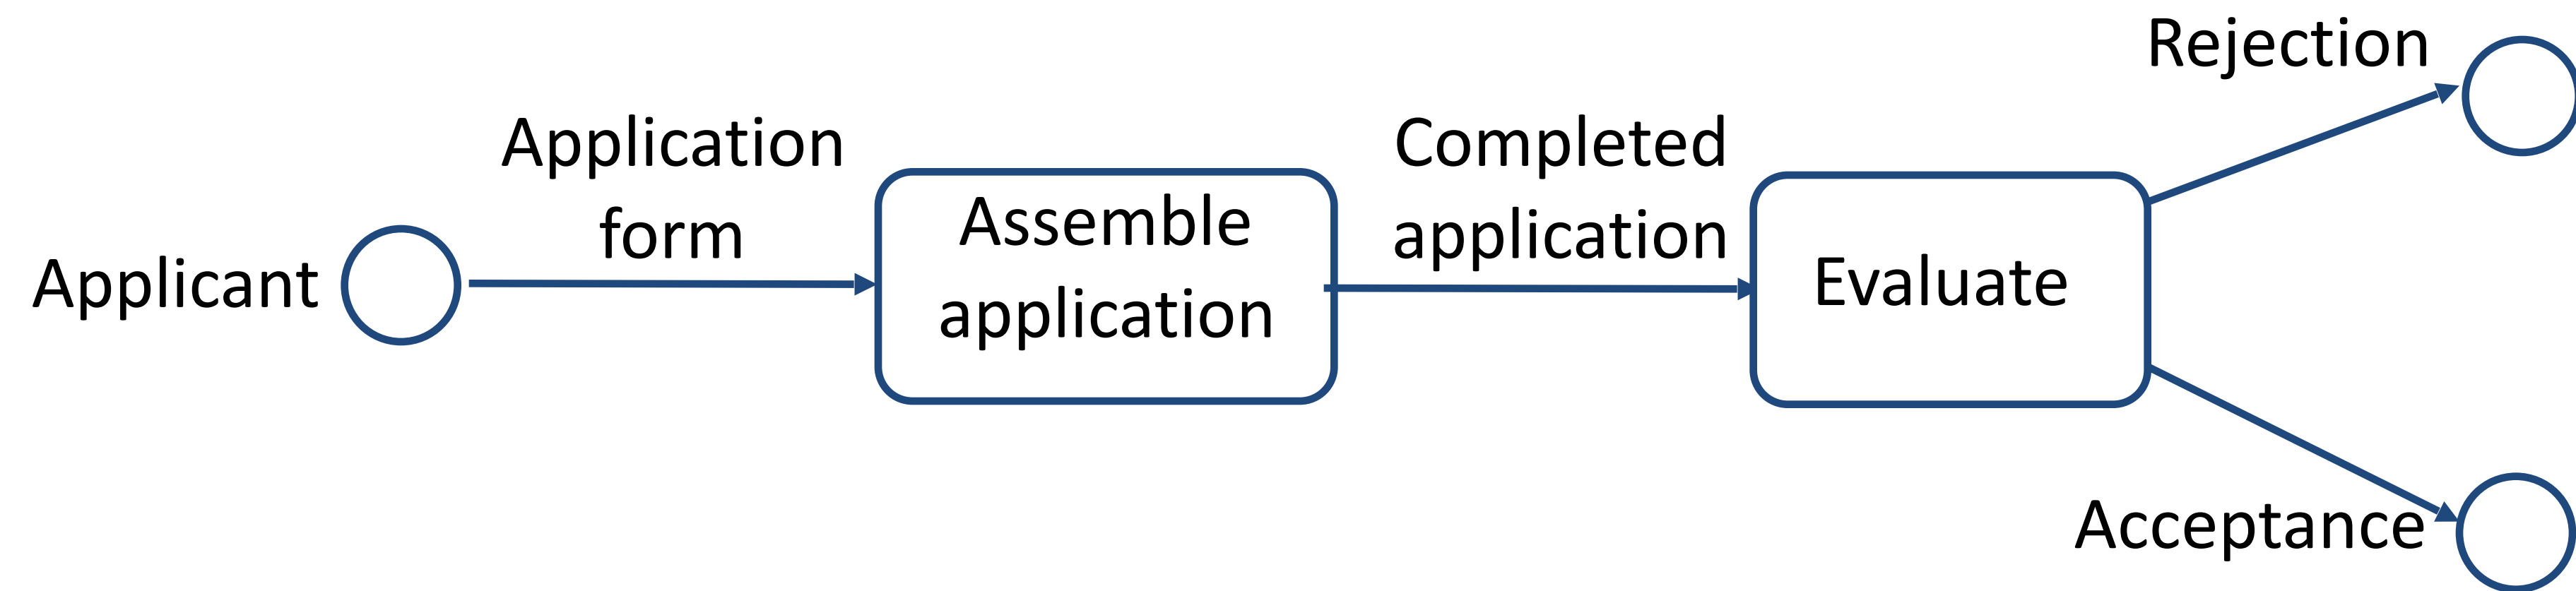 Applicant
Application
form
Assemble
application
Completed
application
Evaluate
Rejection
Acceptance